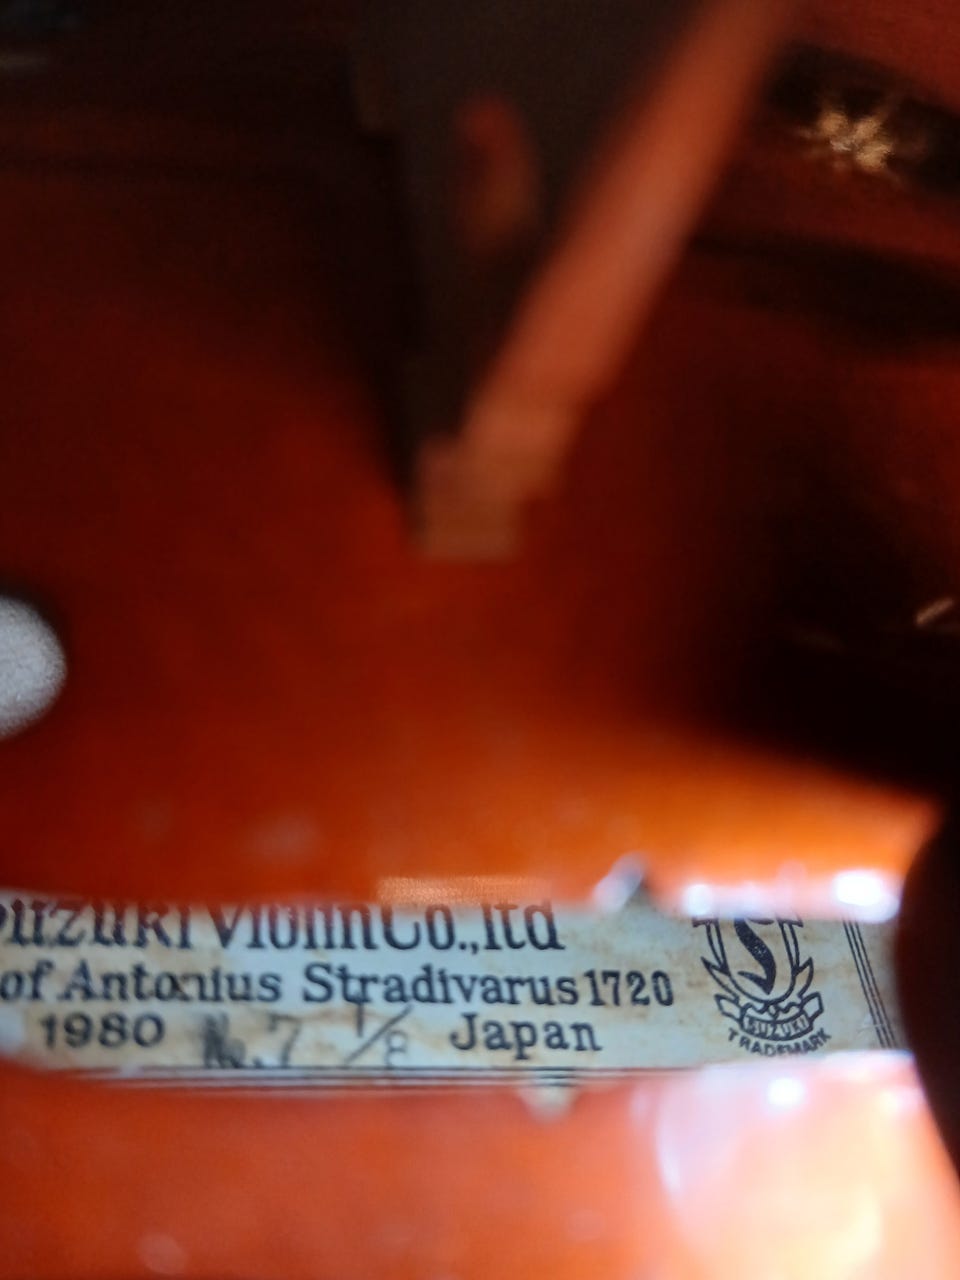 Suzuki Violin Co.,ltd
of Antonius Stradivarus 1720
1980 No. 7 1/8 Japan
S
SUZUKI
TRADEMARK